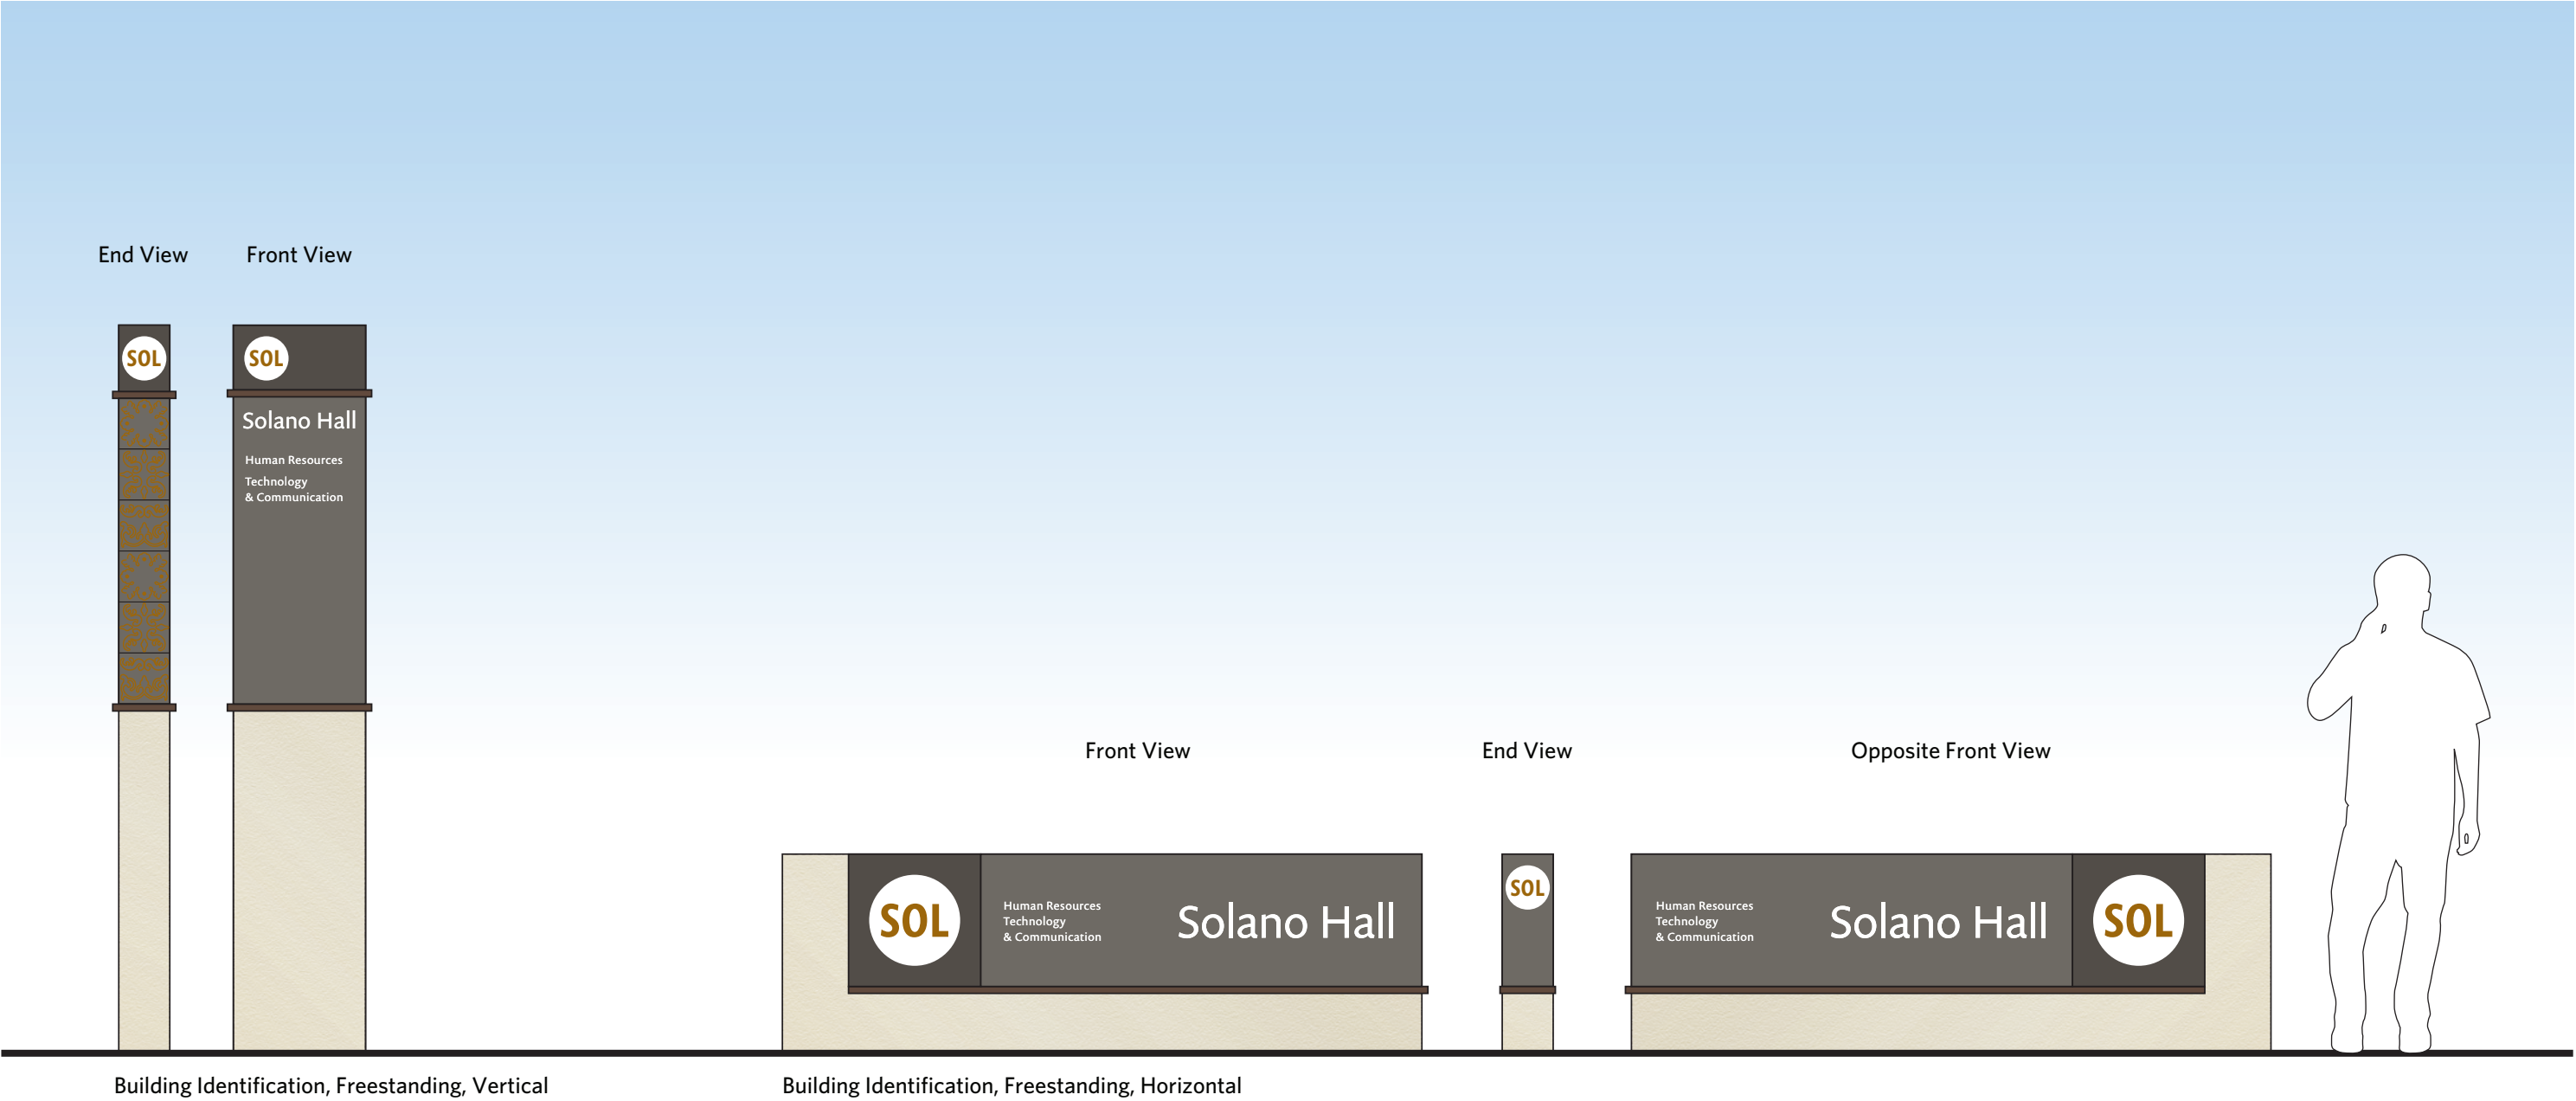 End View
Front View
SOL
SOL
Solano Hall
Human Resources
Technology
& Communication
Front View
End View
Opposite Front View
SOL
Human Resources
Technology
& Communication
Solano Hall
SOL
Human Resources
Technology
& Communication
Solano Hall
SOL
Building Identification, Freestanding, Vertical
Building Identification, Freestanding, Horizontal